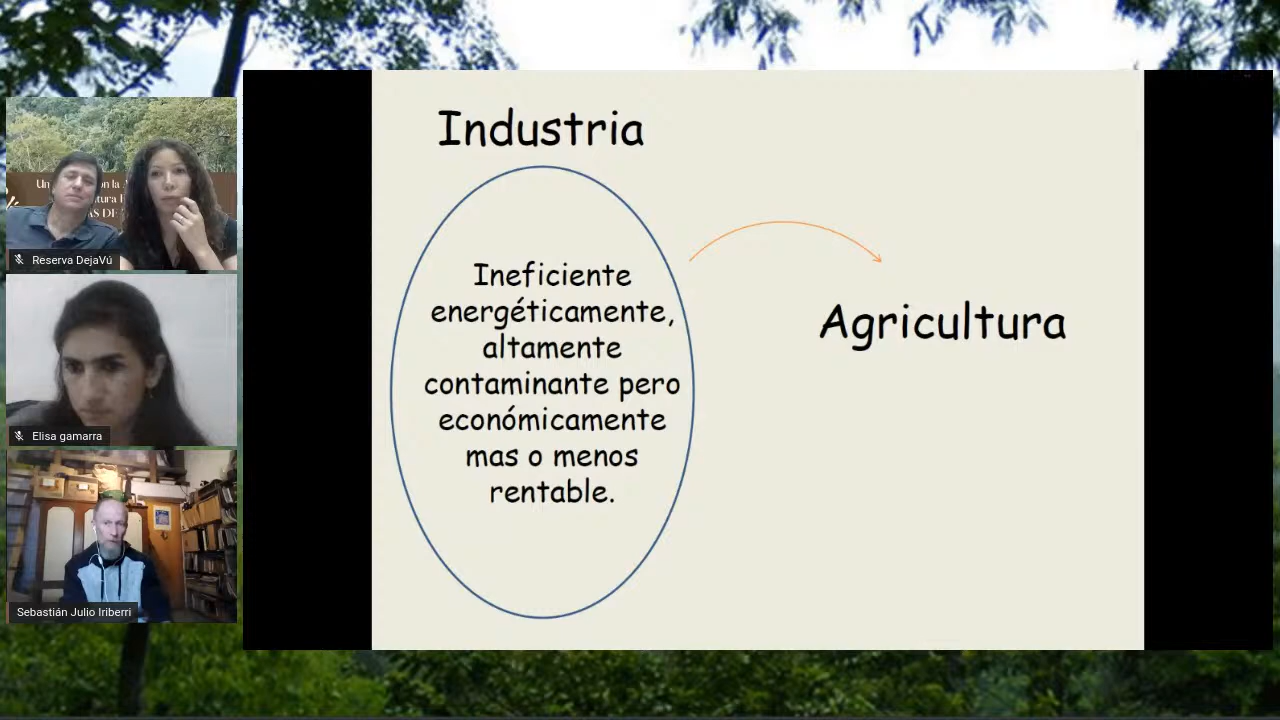 Industria
Ineficiente
energéticamente,
altamente
contaminante pero
económicamente
mas o menos
rentable.
Agricultura
Reserva DejaVú
Elisa gamarra
Sebastián Julio Iriberri